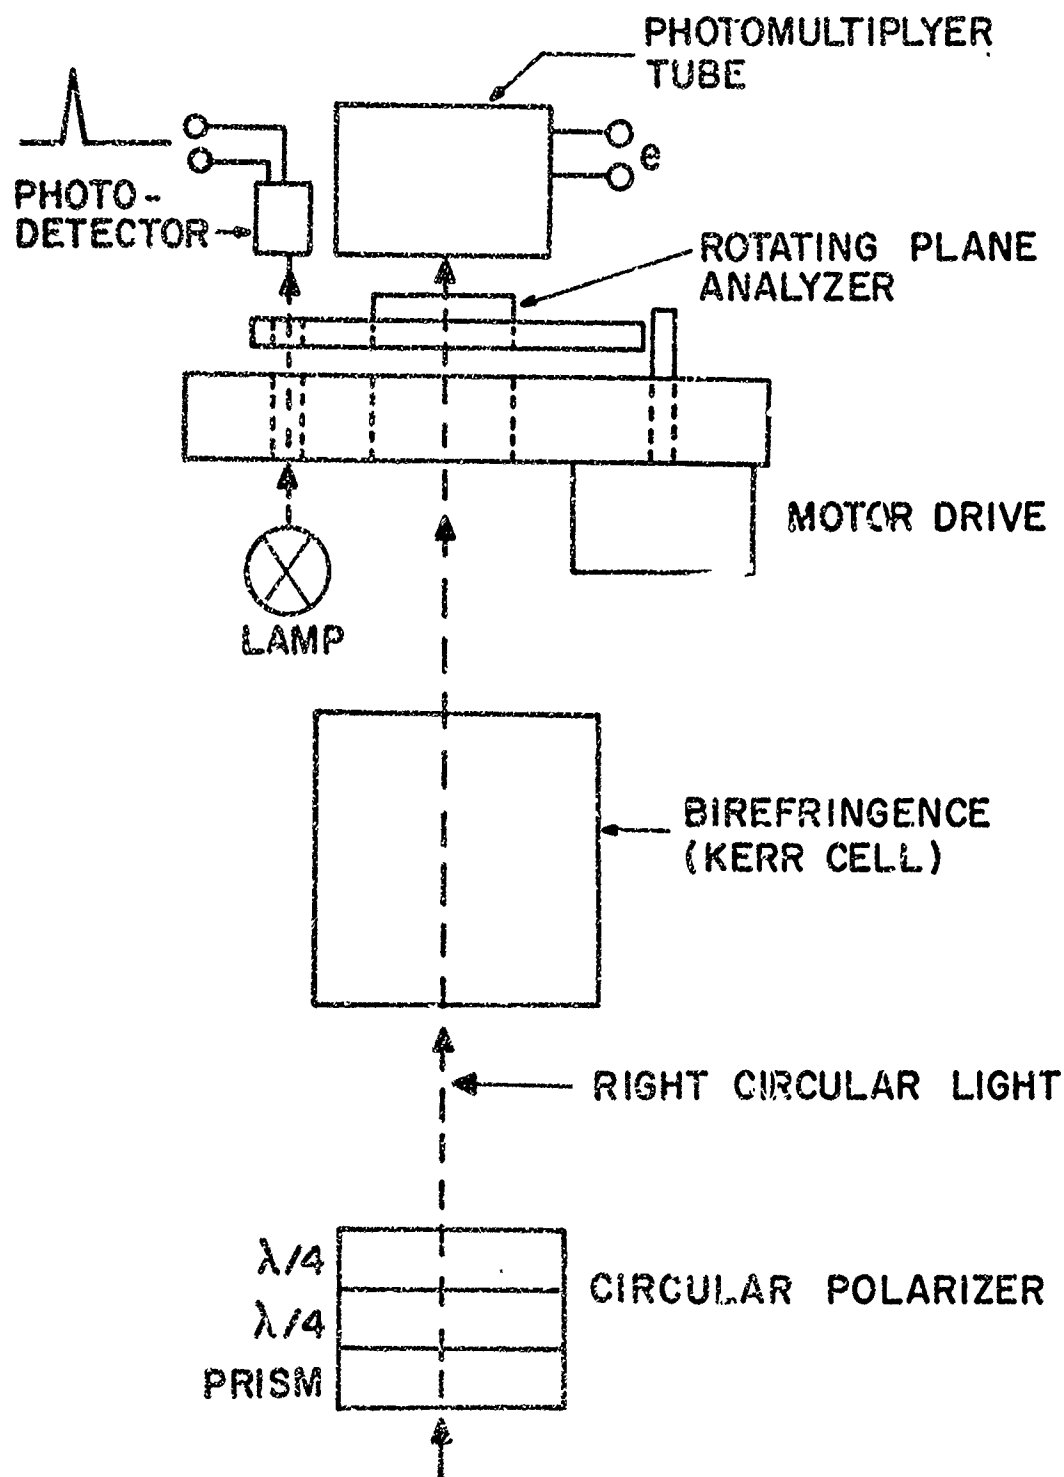 PHOTOMULTIPLYER
TUBE
e
PHOTO-
DETECTOR
ROTATING PLANE
ANALYZER
MOTOR DRIVE
LAMP
BIREFRINGENCE
(KERR CELL)
RIGHT CIRCULAR LIGHT
λ/4
CIRCULAR POLARIZER
λ/4
PRISM